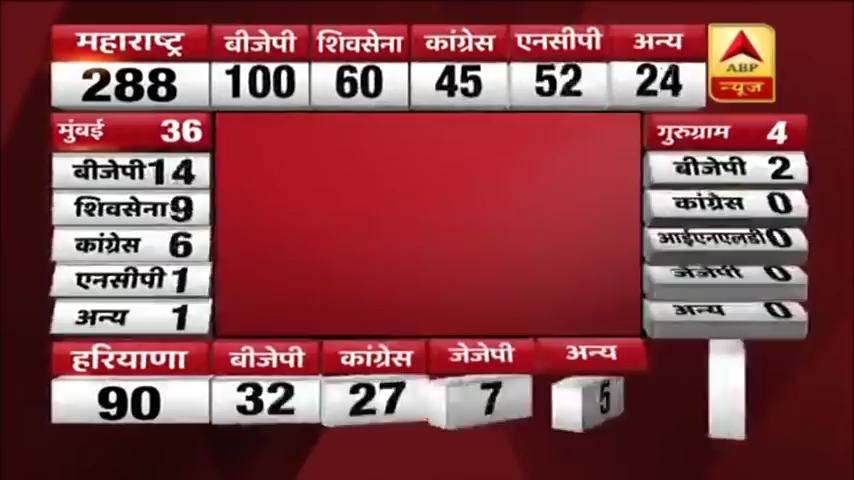 महाराष्ट्र बीजेपी शिवसेना कांग्रेस एनसीपी अन्य
288 100 60 45 52 24
ABP
न्यूज़
मुंबई 36
बीजेपी 14
शिवसेना 9
कांग्रेस 6
एनसीपी 1
अन्य 1
गुरुग्राम 4
बीजेपी 2
कांग्रेस 0
आईएनएलडी 0
जेजेपी 0
अन्य 0
हरियाणा बीजेपी कांग्रेस जेजेपी अन्य
90 32 27 7 5